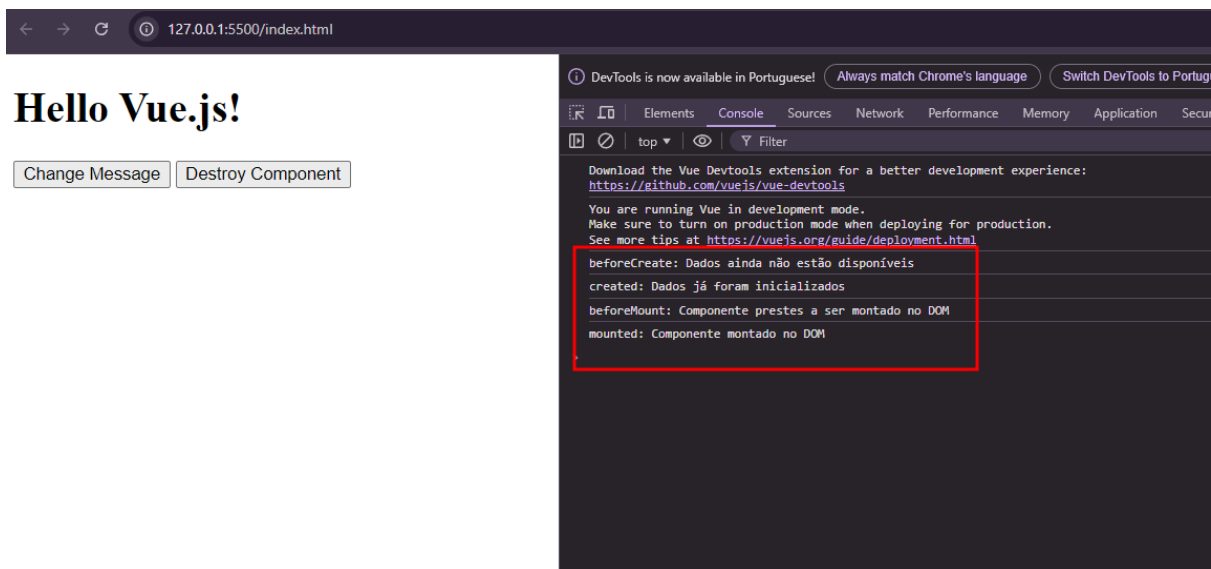 127.0.0.1:5500/index.html
Hello Vue.js!
Change Message Destroy Component
DevTools is now available in Portuguese! Always match Chrome's language Switch DevTools to
Elements Console Sources Network Performance Memory Application
top Filter
Download the Vue Devtools extension for a better development experience:
https://github.com/vuejs/vue-devtools
You are running Vue in development mode.
Make sure to turn on production mode when deploying for production.
See more tips at https://vuejs.org/guide/deployment.html
beforeCreate: Dados ainda não estão disponíveis
created: Dados já foram inicializados
beforeMount: Componente prestes a ser montado no DOM
mounted: Componente montado no DOM